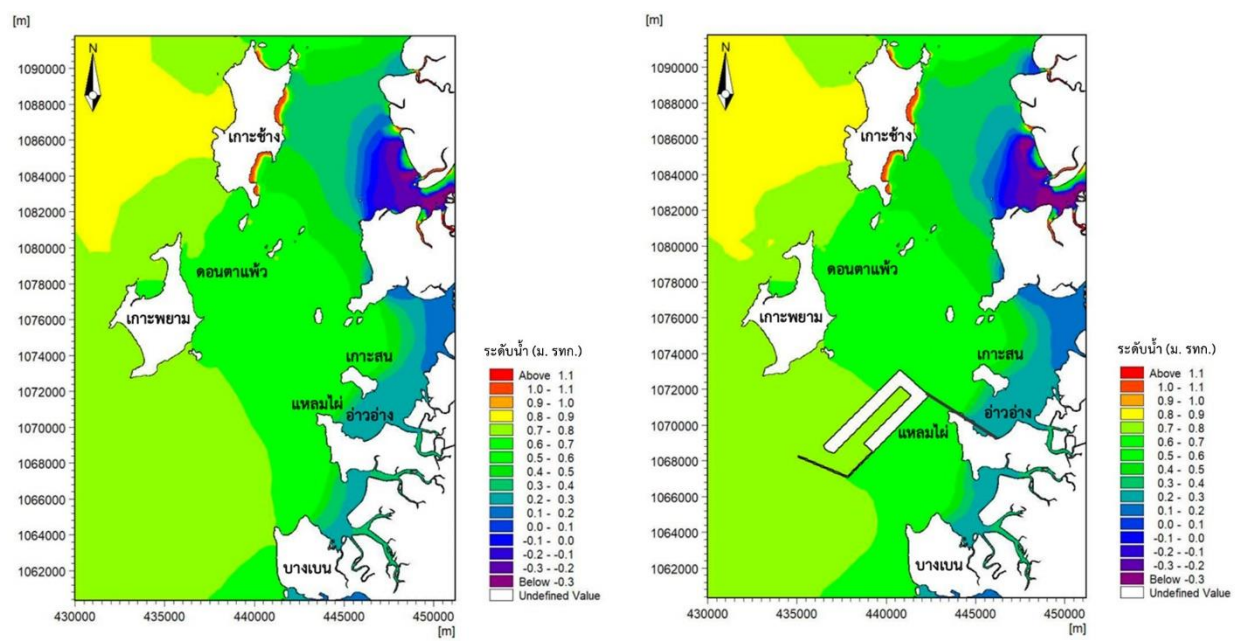 [m]
N
1090000
1088000
1086000
1084000
1082000
1080000
1078000
1076000
1074000
1072000
1070000
1068000
1066000
1064000
1062000
เกาะช้าง
ดอนตาแพ้ว
เกาะพยาม
เกาะสน
แหลมไผ่
อ่าวอ่าง
บางเบน
430000 435000 440000 445000 450000
[m]
ระดับน้ำ (ม. รทก.)
Above 1.1
1.0 - 1.1
0.9 - 1.0
0.8 - 0.9
0.7 - 0.8
0.6 - 0.7
0.5 - 0.6
0.4 - 0.5
0.3 - 0.4
0.2 - 0.3
0.1 - 0.2
0.0 - 0.1
-0.1 - 0.0
-0.2 - -0.1
-0.3 - -0.2
Below -0.3
Undefined Value
[m]
N
1090000
1088000
1086000
1084000
1082000
1080000
1078000
1076000
1074000
1072000
1070000
1068000
1066000
1064000
1062000
เกาะช้าง
ดอนตาแพ้ว
เกาะพยาม
เกาะสน
อ่าวอ่าง
แหลมไผ่
บางเบน
430000 435000 440000 445000 450000
[m]
ระดับน้ำ (ม. รทก.)
Above 1.1
1.0 - 1.1
0.9 - 1.0
0.8 - 0.9
0.7 - 0.8
0.6 - 0.7
0.5 - 0.6
0.4 - 0.5
0.3 - 0.4
0.2 - 0.3
0.1 - 0.2
0.0 - 0.1
-0.1 - 0.0
-0.2 - -0.1
-0.3 - -0.2
Below -0.3
Undefined Value